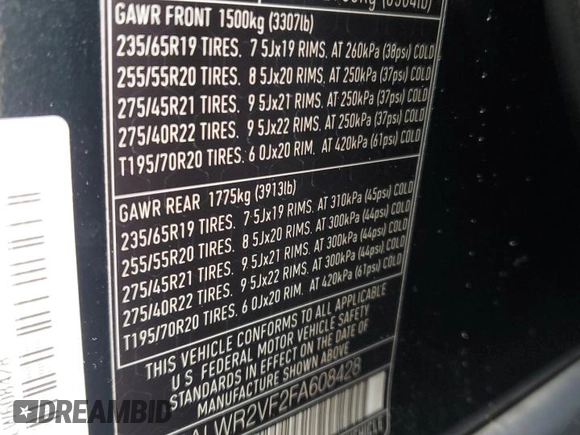 GAWR FRONT 1500kg (3307lb)
235/65R19 TIRES. 7 5Jx19 RIMS. AT 260kPa (38psi) COLD
255/55R20 TIRES. 8 5Jx20 RIMS. AT 250kPa (37psi) COLD
275/45R21 TIRES. 9 5Jx21 RIMS. AT 250kPa (37psi) COLD
275/40R22 TIRES. 9 5Jx22 RIMS. AT 250kPa (37psi) COLD
T195/70R20 TIRES. 6 0Jx20 RIM. AT 420kPa (61psi) COLD
GAWR REAR 1775kg (3913lb)
235/65R19 TIRES. 7 5Jx19 RIMS. AT 310kPa (45psi) COLD
255/55R20 TIRES. 8 5Jx20 RIMS. AT 300kPa (44psi) COLD
275/45R21 TIRES. 9 5Jx21 RIMS. AT 300kPa (44psi) COLD
275/40R22 TIRES. 9 5Jx22 RIMS. AT 300kPa (44psi) COLD
T195/70R20 TIRES. 6 0Jx20 RIM. AT 420kPa (61psi) COLD
THIS VEHICLE CONFORMS TO ALL APPLICABLE
U S FEDERAL MOTOR VEHICLE SAFETY
STANDARDS IN EFFECT ON THE DATE OF
MANUFACTURE SHOWN ABOVE
ALWR2VF2FA608428
DREAMBID